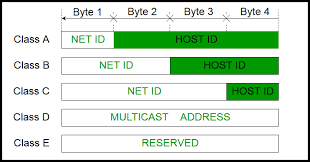 Byte 1 Byte 2 Byte 3 Byte 4
Class A NET ID HOST ID
Class B NET ID HOST ID
Class C NET ID HOST ID
Class D MULTICAST ADDRESS
Class E RESERVED